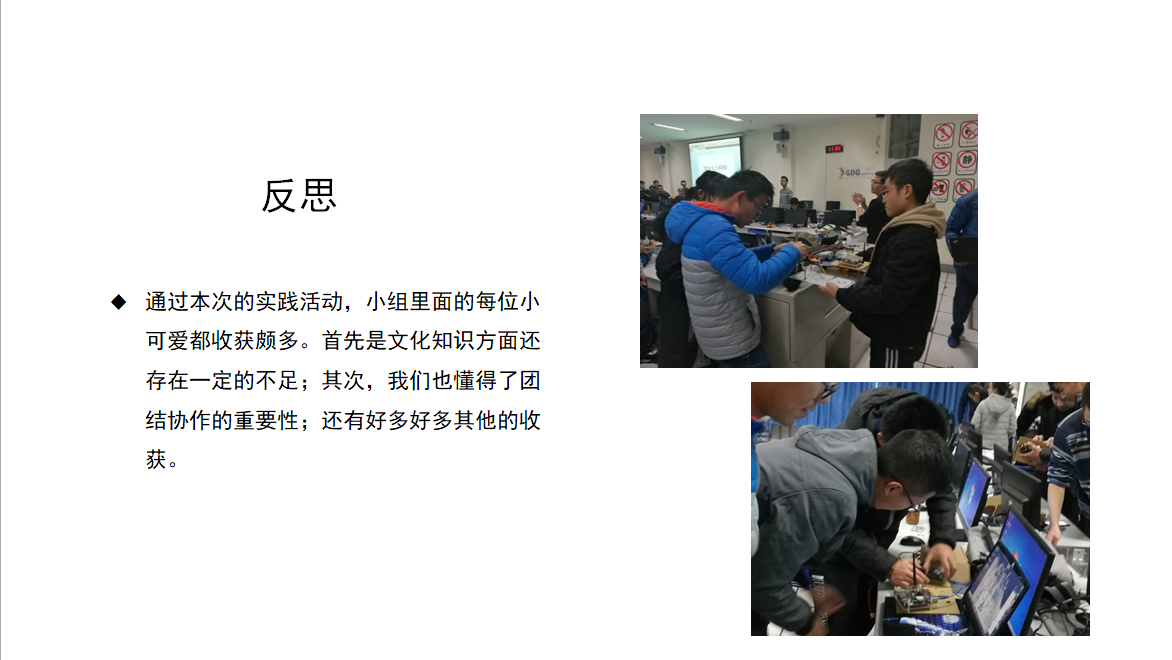 反思
◆ 通过本次的实践活动，小组里面的每位小
可爱都收获颇多。首先是文化知识方面还
存在一定的不足；其次，我们也懂得了团
结协作的重要性；还有好多好多其他的收
获。
GDG